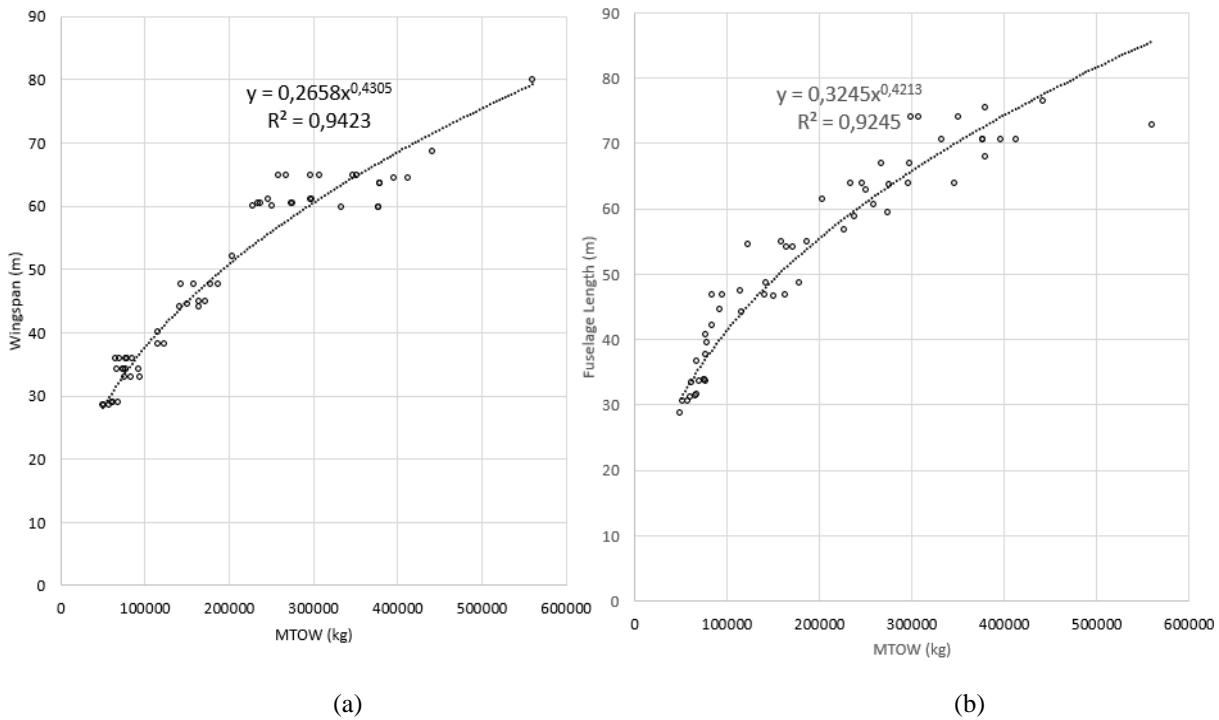 90
80
70
60
50
40
30
20
10
0
Wingspan (m)
y = 0,2658x^0,4305
R² = 0,9423
0 100000 200000 300000 400000 500000 600000
MTOW (kg)
(a)
90
80
70
60
50
40
30
20
10
0
Fuselage Length (m)
y = 0,3245x^0,4213
R² = 0,9245
0 100000 200000 300000 400000 500000 600000
MTOW (kg)
(b)